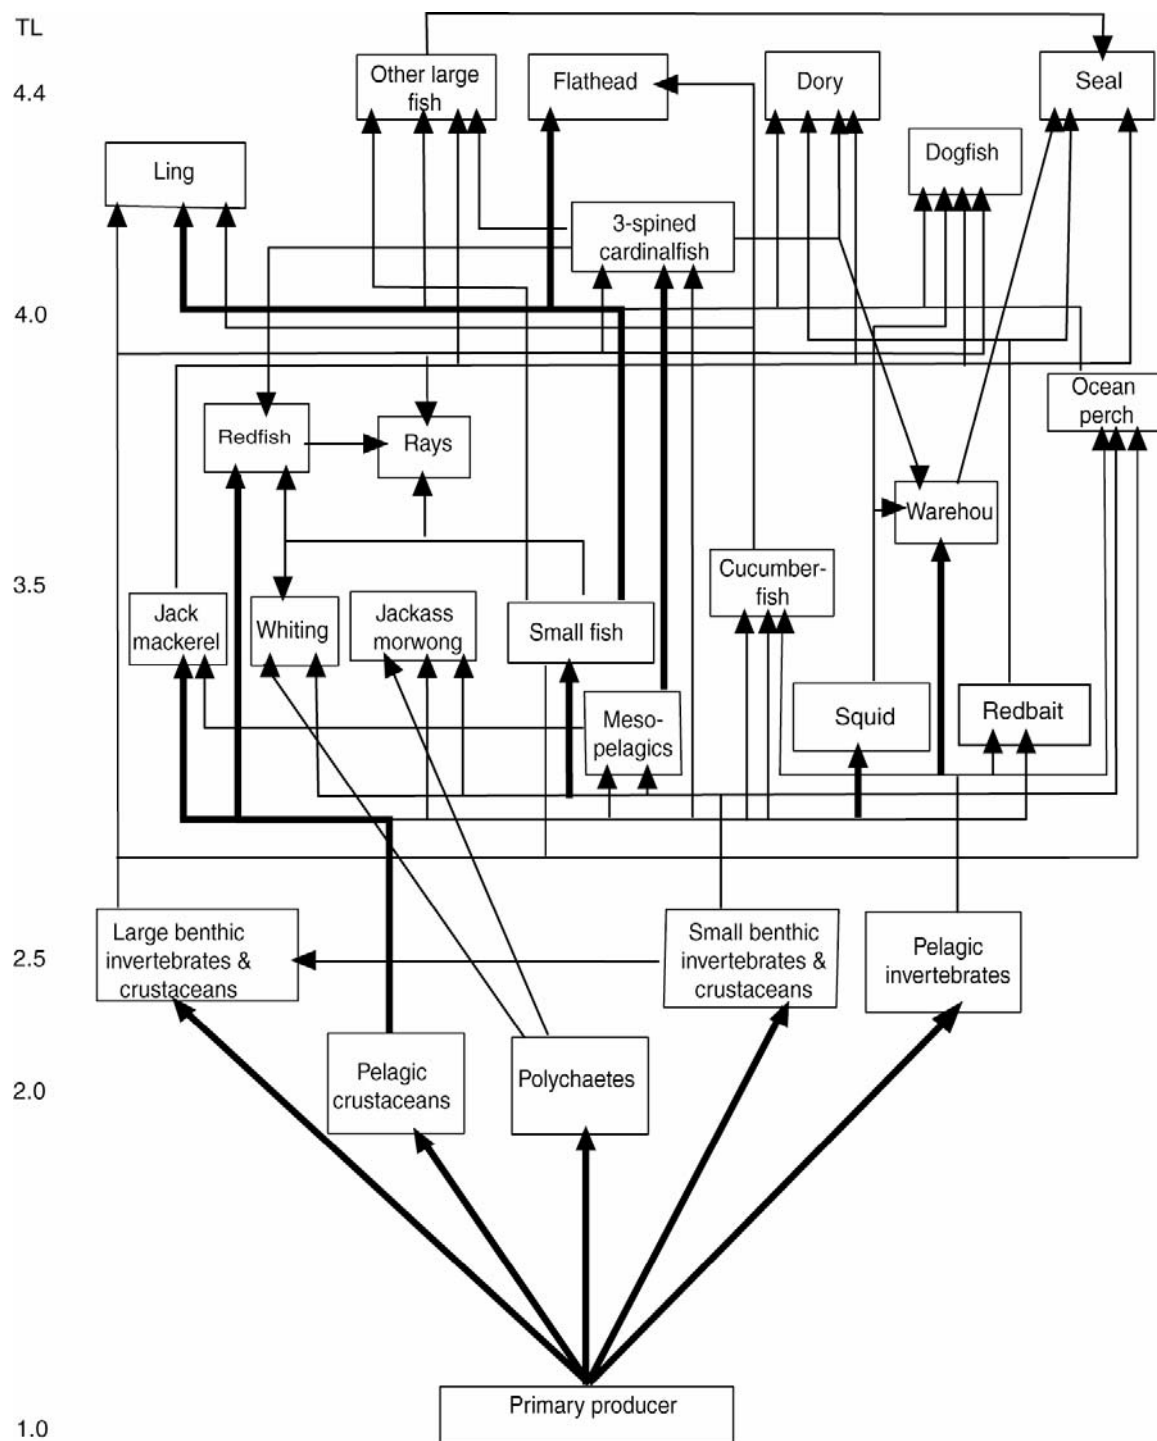 TL
Other large
fish
Flathead
Dory
Seal
4.4
Dogfish
Ling
3-spined
cardinalfish
4.0
Ocean
perch
Redfish
Rays
Warehou
3.5
Cucumber-
fish
Jack
mackerel
Whiting
Jackass
morwong
Small fish
Meso-
pelagics
Squid
Redbait
Large benthic
invertebrates &
crustaceans
Small benthic
invertebrates &
crustaceans
Pelagic
invertebrates
2.5
Pelagic
crustaceans
Polychaetes
2.0
Primary producer
1.0